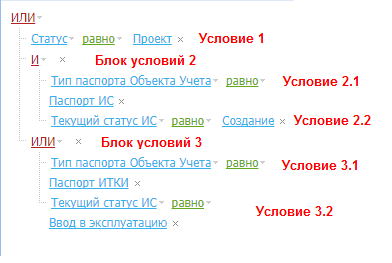 ИЛИ
Статус равно Проект Условие 1
И Блок условий 2
Тип паспорта Объекта Учета равно Условие 2.1
Паспорт ИС
Текущий статус ИС равно Создание Условие 2.2
ИЛИ Блок условий 3
Тип паспорта Объекта Учета равно Условие 3.1
Паспорт ИТКИ
Текущий статус ИС равно Условие 3.2
Ввод в эксплуатацию